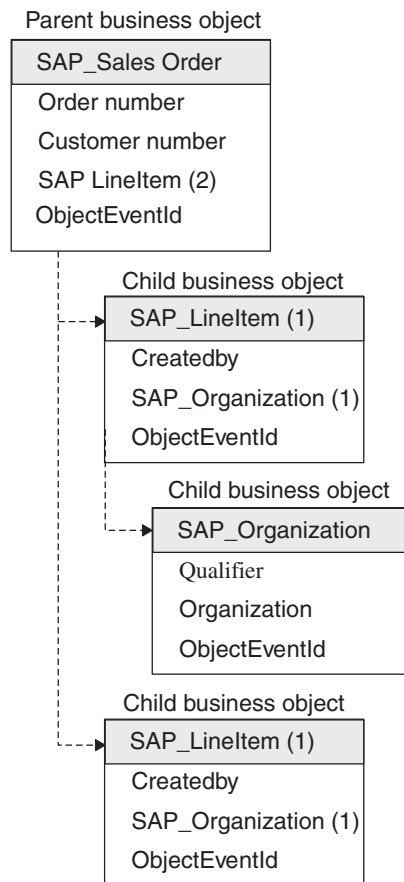 Parent business object
SAP_Sales Order
Order number
Customer number
SAP LineItem (2)
ObjectEventId
Child business object
SAP_LineItem (1)
Createdby
SAP_Organization (1)
ObjectEventId
Child business object
SAP_Organization
Qualifier
Organization
ObjectEventId
Child business object
SAP_LineItem (1)
Createdby
SAP_Organization (1)
ObjectEventId